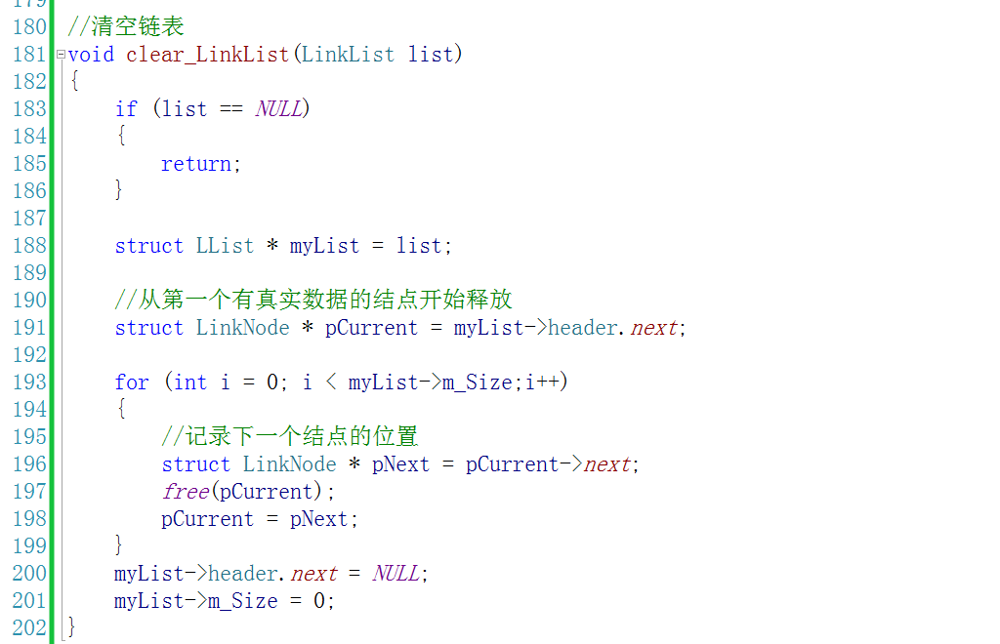 179
180 //清空链表
181 void clear_LinkList(LinkList list)
182 {
183 if (list == NULL)
184 {
185 return;
186 }
187
188 struct LList * myList = list;
189
190 //从第一个有真实数据的结点开始释放
191 struct LinkNode * pCurrent = myList->header.next;
192
193 for (int i = 0; i < myList->m_Size;i++)
194 {
195 //记录下一个结点的位置
196 struct LinkNode * pNext = pCurrent->next;
197 free(pCurrent);
198 pCurrent = pNext;
199 }
200 myList->header.next = NULL;
201 myList->m_Size = 0;
202 }